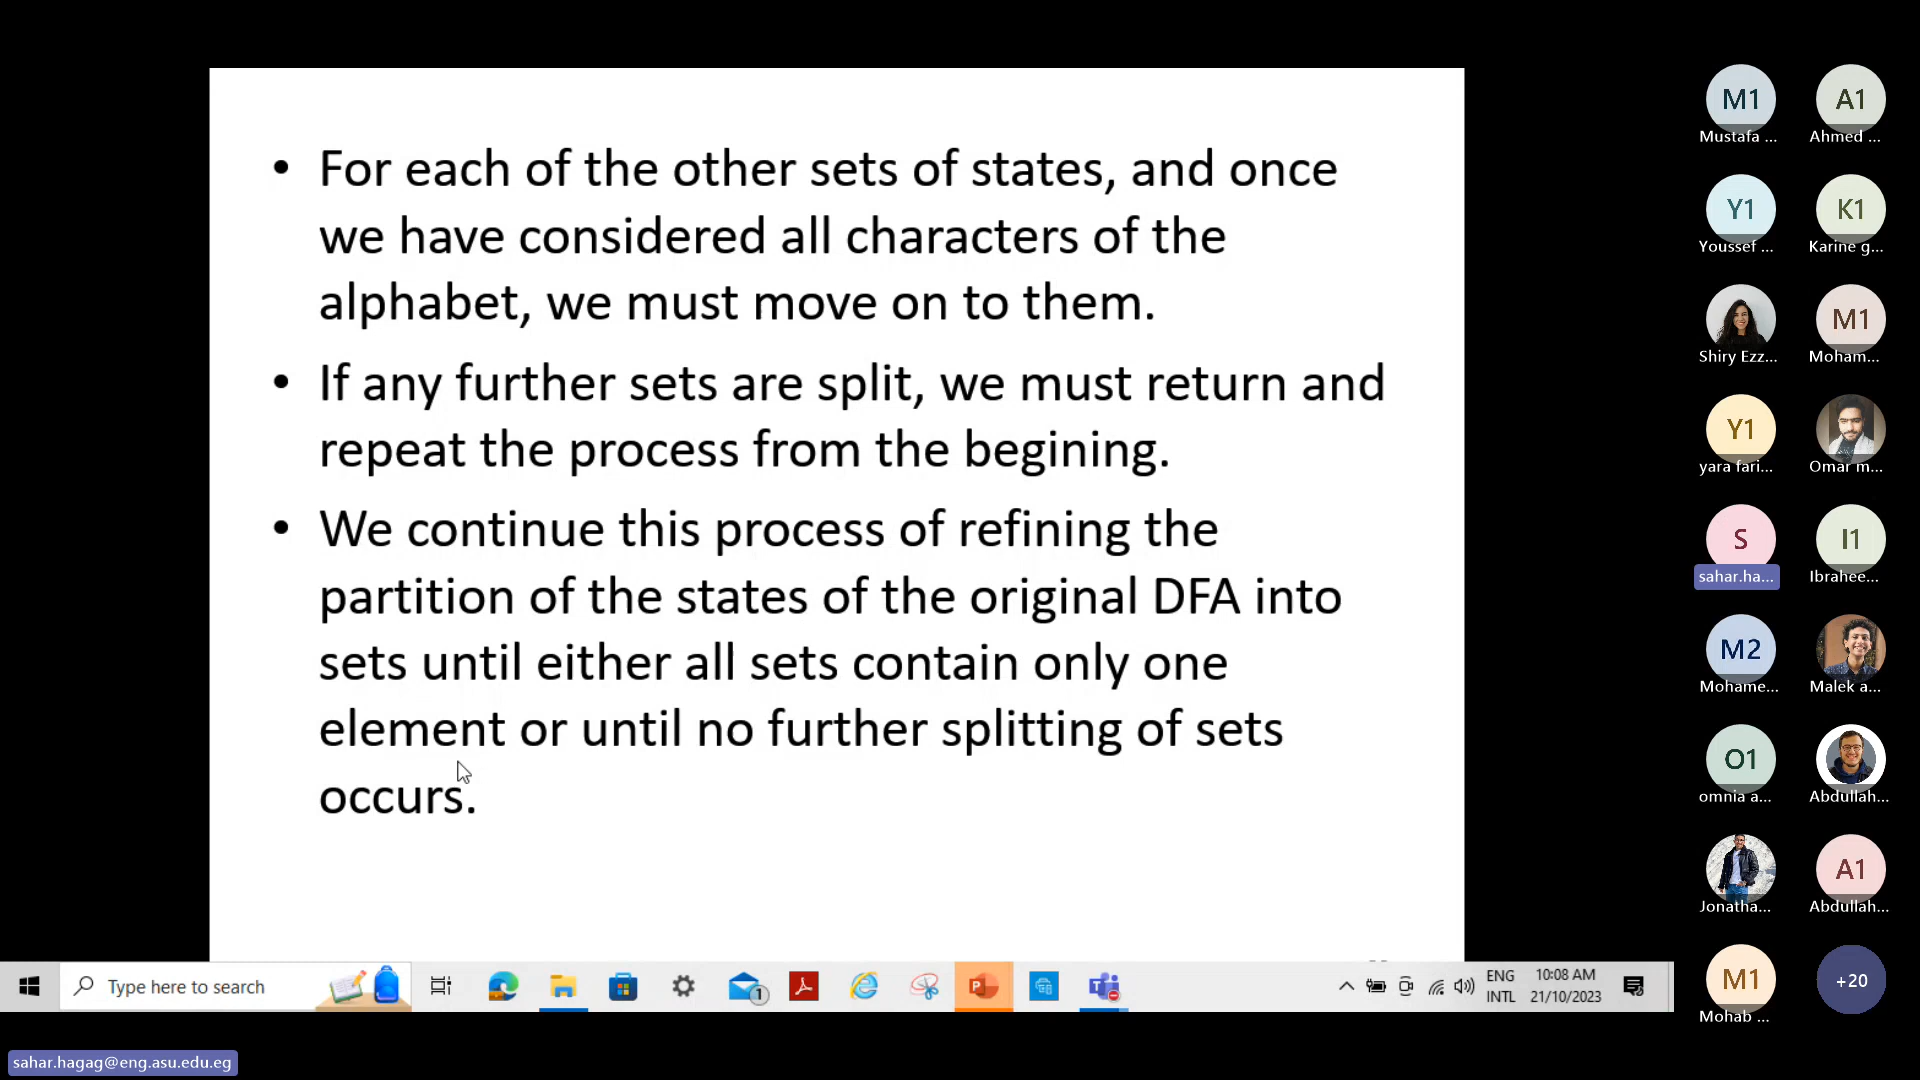 • For each of the other sets of states, and once
we have considered all characters of the
alphabet, we must move on to them.
• If any further sets are split, we must return and
repeat the process from the begining.
• We continue this process of refining the
partition of the states of the original DFA into
sets until either all sets contain only one
element or until no further splitting of sets
occurs.
M1 A1
Mustafa ... Ahmed ...
Y1 K1
Youssef ... Karine g...
M1
Shiry Ezz... Moham...
Y1
yara fari... Omar m...
S I1
sahar.ha... Ibrahee...
M2
Mohame... Malek a...
O1
omnia a... Abdullah...
A1
Jonatha... Abdullah...
M1 +20
Mohab ...
Type here to search
1
ENG
INTL
10:08 AM
21/10/2023
sahar.hagag@eng.asu.edu.eg